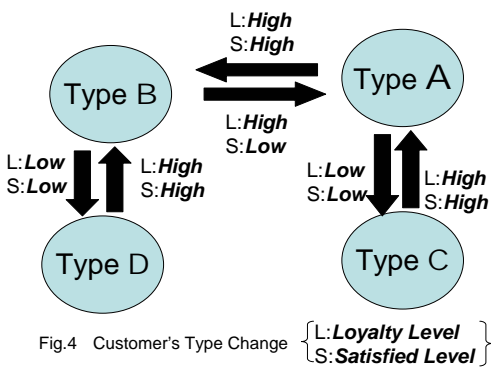 L:High
S:High
Type B
Type A
L:High
S:Low
L:Low
S:Low
L:High
S:High
L:Low
S:Low
L:High
S:High
Type D
Type C
Fig.4 Customer's Type Change
L:Loyalty Level
S:Satisfied Level